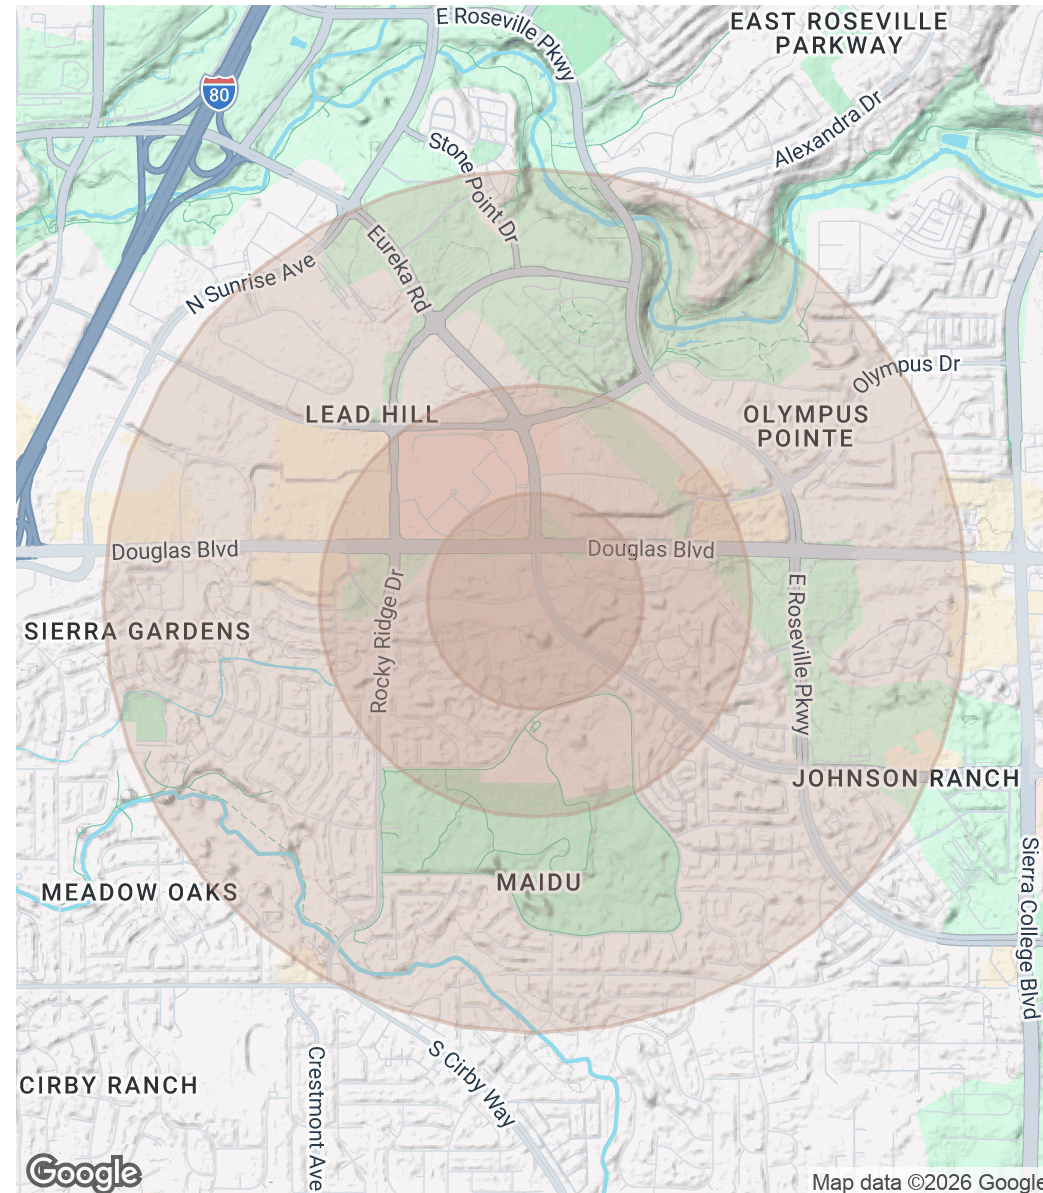 E Roseville Pkwy
EAST ROSEVILLE
PARKWAY
80
Alexandra Dr
Stone Point Dr
Eureka Rd
N Sunrise Ave
Olympus Dr
LEAD HILL
OLYMPUS
POINTE
Douglas Blvd
Douglas Blvd
Rocky Ridge Dr
E Roseville Pkwy
SIERRA GARDENS
JOHNSON RANCH
MAIDU
MEADOW OAKS
Sierra College Blvd
S Cirby Way
Crestmont Ave
CIRBY RANCH
Google
Map data ©2026 Google